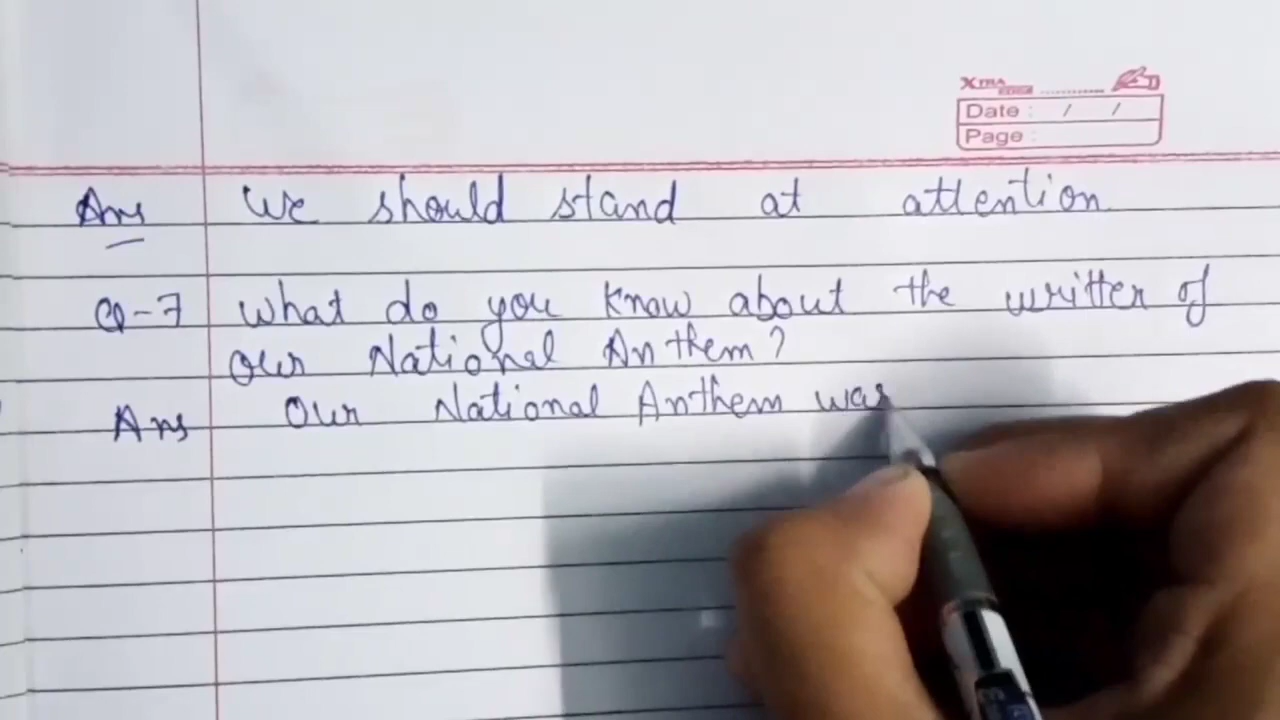 XTRA EDGE
Date : / /
Page :
Ans We should stand at attention
Q-7 What do you know about the writter of
Our National Anthem?
Ans Our National Anthem was